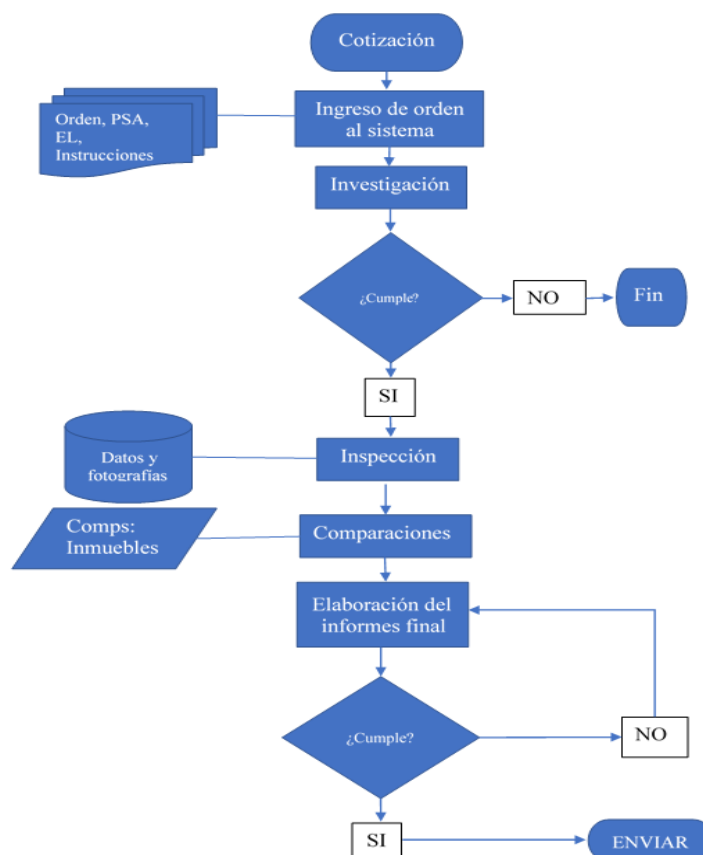 Cotización
Orden, PSA,
EL,
Instrucciones
Ingreso de orden
al sistema
Investigación
¿Cumple?
NO
Fin
SI
Datos y
fotografías
Inspección
Comps:
Inmuebles
Comparaciones
Elaboración del
informes final
¿Cumple?
NO
SI
ENVIAR